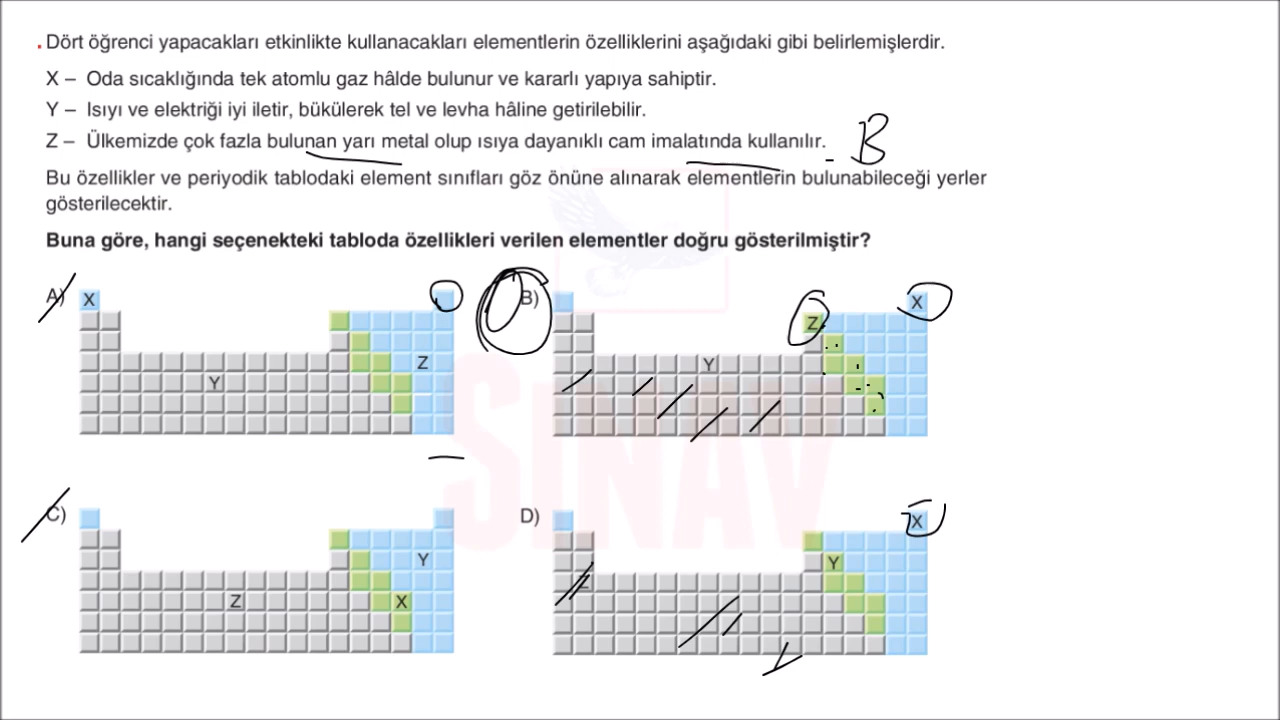 Dört öğrenci yapacakları etkinlikte kullanacakları elementlerin özelliklerini aşağıdaki gibi belirlemişlerdir.
X – Oda sıcaklığında tek atomlu gaz hâlde bulunur ve kararlı yapıya sahiptir.
Y – Isıyı ve elektriği iyi iletir, bükülerek tel ve levha hâline getirilebilir.
Z – Ülkemizde çok fazla bulunan yarı metal olup ısıya dayanıklı cam imalatında kullanılır.
B
Bu özellikler ve periyodik tablodaki element sınıfları göz önüne alınarak elementlerin bulunabileceği yerler
gösterilecektir.
Buna göre, hangi seçenekteki tabloda özellikleri verilen elementler doğru gösterilmiştir?
A)
X
Z
Y
B)
X
Z
Y
C)
Y
Z
X
D)
X
Y
Z
SINAV